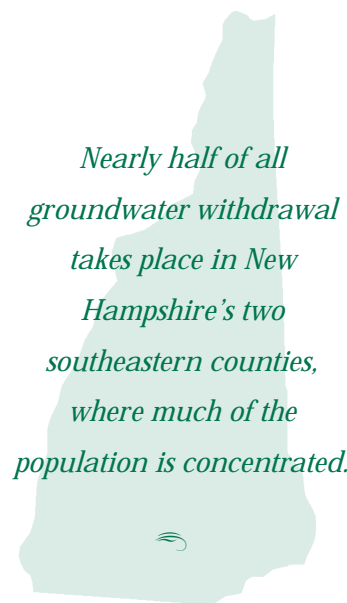 Nearly half of all
groundwater withdrawal
takes place in New
Hampshire’s two
southeastern counties,
where much of the
population is concentrated.